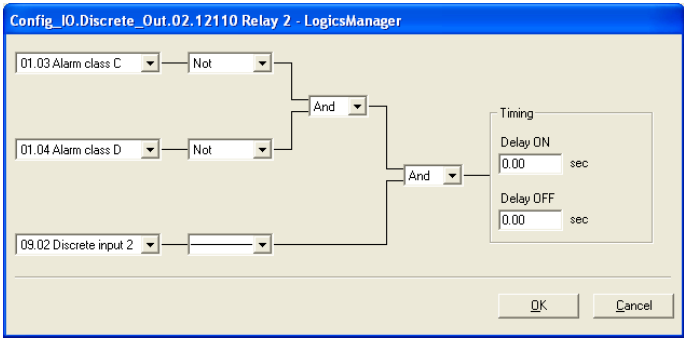 Config_IO.Discrete_Out.02.12110 Relay 2 - LogicsManager
01.03 Alarm class C Not
And
Timing
01.04 Alarm class D Not
Delay ON
0.00 sec
And
Delay OFF
0.00 sec
09.02 Discrete input 2
OK Cancel